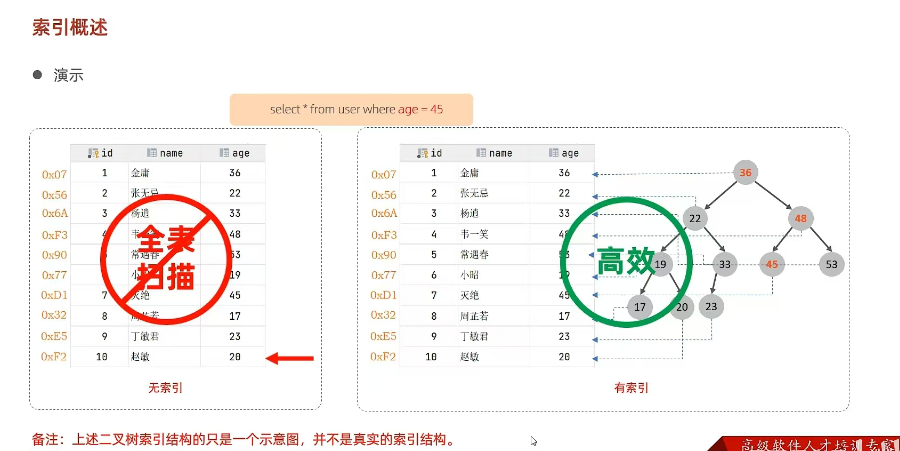 索引概述
演示
select * from user where age = 45
id name age
0x07 1 金庸 36
0x56 2 张无忌 22
0x6A 3 杨逍 33
0xF3 4 48
0x90 常遇春 53
0x77 小 19
0xD1 7 灭绝 45
0x32 8 周芷若 17
0xE5 9 丁敏君 23
0xF2 10 赵敏 20
全表
扫描
无索引
id name age
0x07 1 金庸 36
0x56 2 张无忌 22
0x6A 3 杨逍 33
0xF3 4 韦一笑 48
0x90 5 常遇春
0x77 6 小昭
0xD1 7 灭绝 45
0x32 8 周芷若 17
0xE5 9 丁敏君 23
0xF2 10 赵敏 20
高效
36
22 48
19 33 45 53
17 20 23
有索引
备注：上述二叉树索引结构的只是一个示意图，并不是真实的索引结构。
高级软件人才培训专家